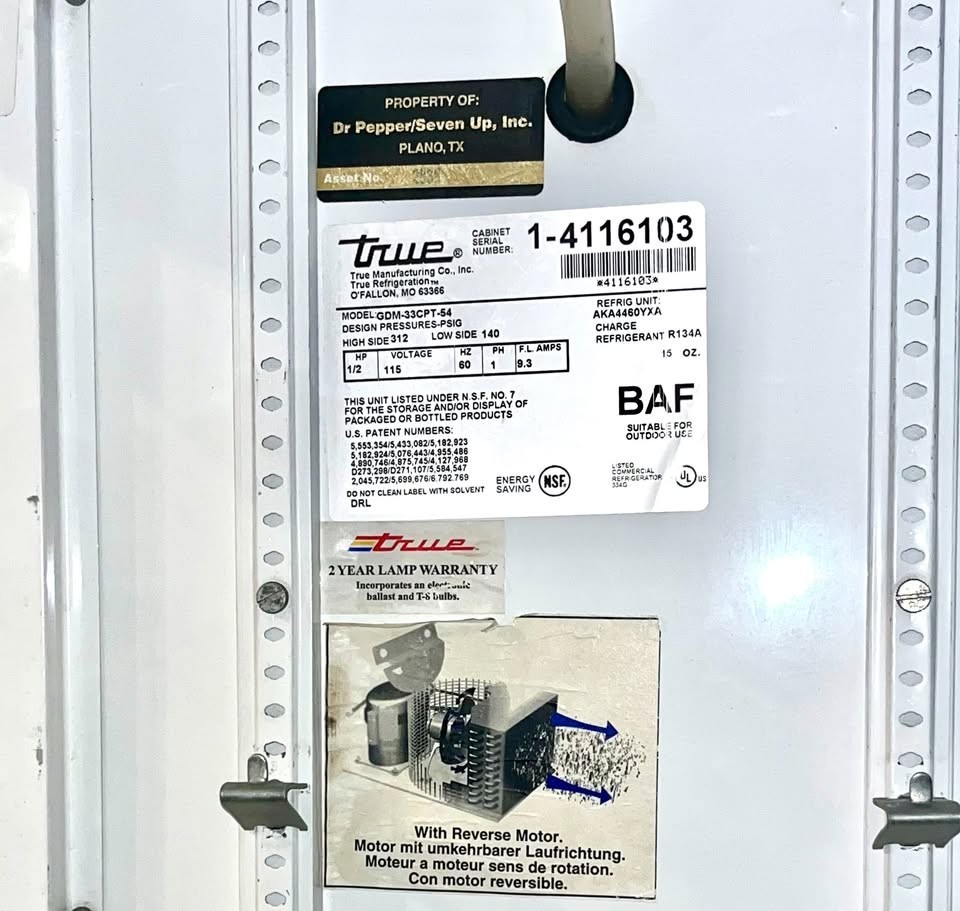 PROPERTY OF:
Dr Pepper/Seven Up, Inc.
PLANO, TX
Asset No.
true®
CABINET
SERIAL
NUMBER:
1-4116103
*4116103*
True Manufacturing Co., Inc.
True Refrigeration™
O'FALLON, MO 63366
MODEL:GDM-33CPT-54
DESIGN PRESSURES-PSIG
HIGH SIDE 312 LOW SIDE 140
REFRIG UNIT:
AKA4460YXA
CHARGE
REFRIGERANT R134A
15 OZ.
HP VOLTAGE HZ PH F.L. AMPS
1/2 115 60 1 9.3
THIS UNIT LISTED UNDER N.S.F. NO. 7
FOR THE STORAGE AND/OR DISPLAY OF
PACKAGED OR BOTTLED PRODUCTS
U.S. PATENT NUMBERS:
5,553,354/5,433,082/5,182,923
5,182,924/5,076,443/4,955,486
4,890,746/4,875,745/4,127,968
D273,298/D271,107/5,584,547
2,045,722/5,699,676/6.792.769
DO NOT CLEAN LABEL WITH SOLVENT
DRL
BAF
SUITABLE FOR
OUTDOOR USE
ENERGY
SAVING
NSF.
LISTED
COMMERCIAL
REFRIGERATOR
334G
UL US
true
2 YEAR LAMP WARRANTY
Incorporates an electronic
ballast and T-8 bulbs.
With Reverse Motor.
Motor mit umkehrbarer Laufrichtung.
Moteur a moteur sens de rotation.
Con motor reversible.